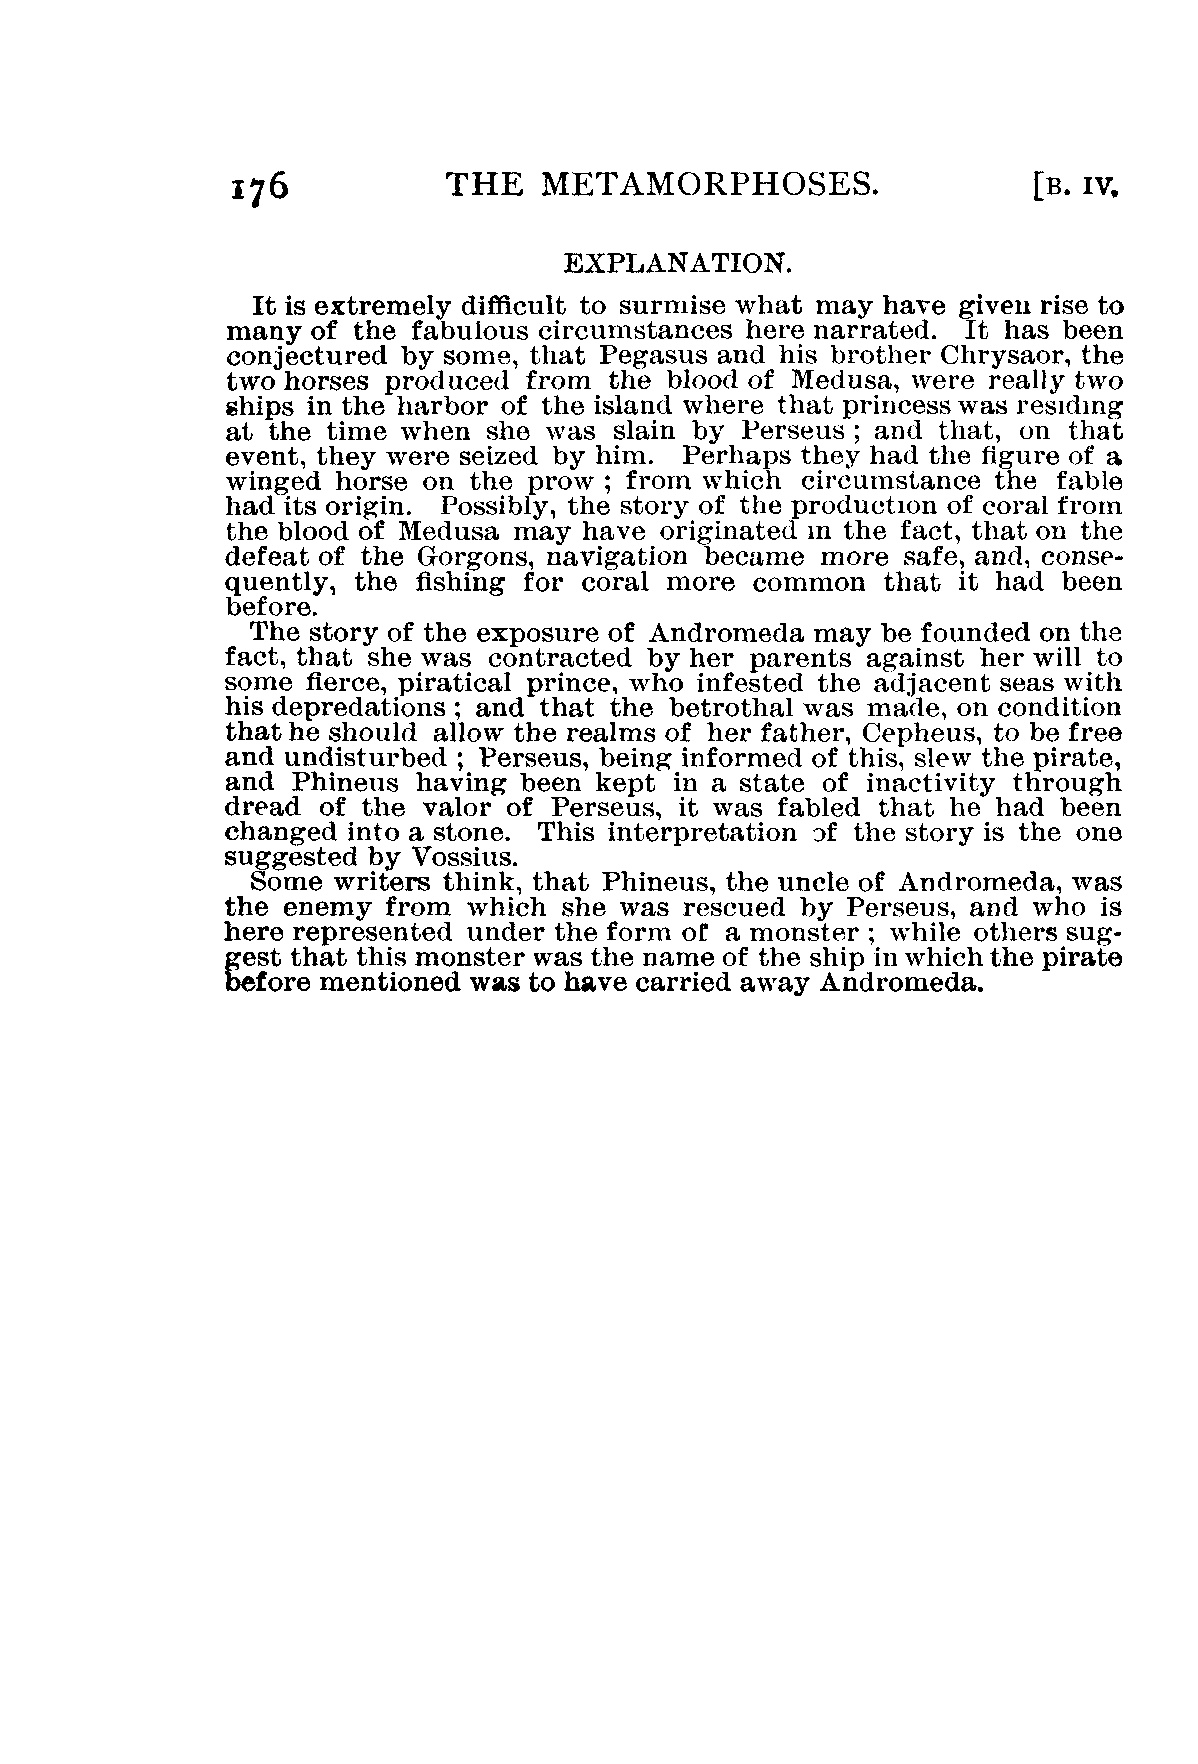 176 THE METAMORPHOSES. [B. IV.
EXPLANATION.
It is extremely difficult to surmise what may have given rise to
many of the fabulous circumstances here narrated. It has been
conjectured by some, that Pegasus and his brother Chrysaor, the
two horses produced from the blood of Medusa, were really two
ships in the harbor of the island where that princess was residing
at the time when she was slain by Perseus ; and that, on that
event, they were seized by him. Perhaps they had the figure of a
winged horse on the prow ; from which circumstance the fable
had its origin. Possibly, the story of the production of coral from
the blood of Medusa may have originated in the fact, that on the
defeat of the Gorgons, navigation became more safe, and, conse-
quently, the fishing for coral more common that it had been
before.
The story of the exposure of Andromeda may be founded on the
fact, that she was contracted by her parents against her will to
some fierce, piratical prince, who infested the adjacent seas with
his depredations ; and that the betrothal was made, on condition
that he should allow the realms of her father, Cepheus, to be free
and undisturbed ; Perseus, being informed of this, slew the pirate,
and Phineus having been kept in a state of inactivity through
dread of the valor of Perseus, it was fabled that he had been
changed into a stone. This interpretation of the story is the one
suggested by Vossius.
Some writers think, that Phineus, the uncle of Andromeda, was
the enemy from which she was rescued by Perseus, and who is
here represented under the form of a monster ; while others sug-
gest that this monster was the name of the ship in which the pirate
before mentioned was to have carried away Andromeda.